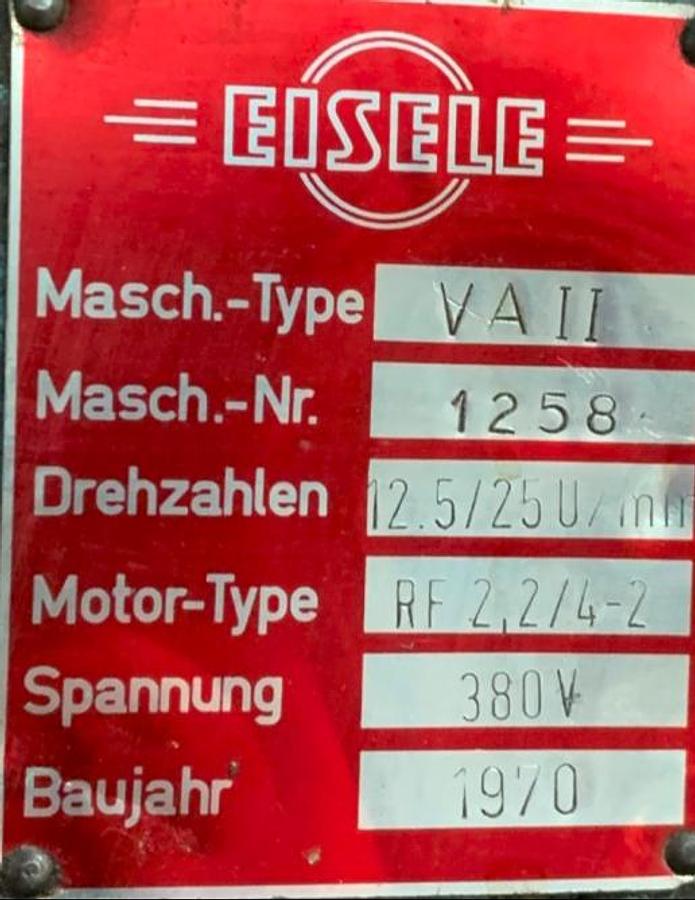 EISELE
Masch.-Type VA II
Masch.-Nr. 1258
Drehzahlen 12.5/25 U/min
Motor-Type RF 2,2/4-2
Spannung 380V
Baujahr 1970